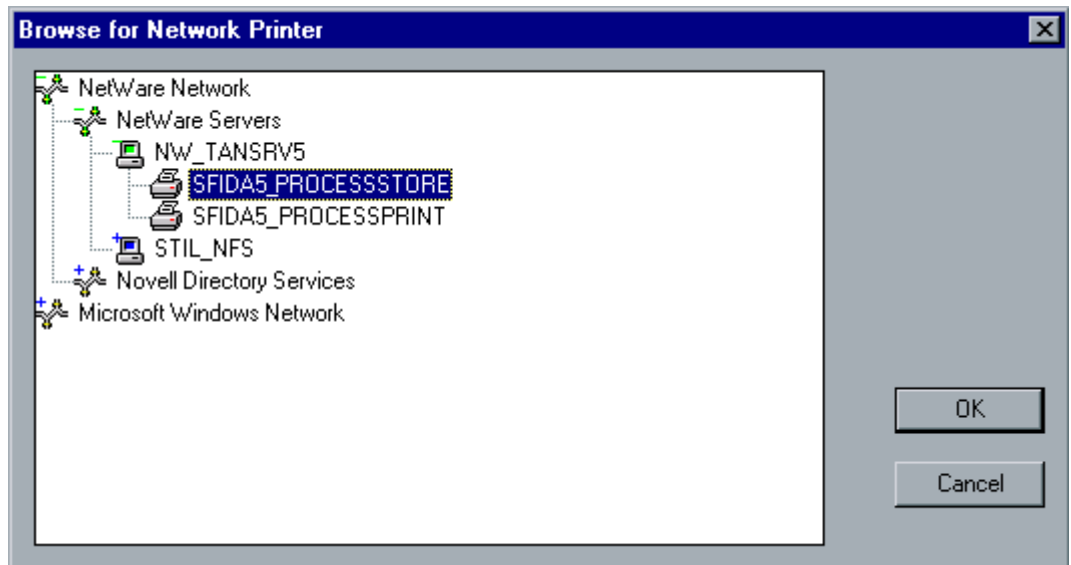 Browse for Network Printer
NetWare Network
NetWare Servers
NW_TANSRV5
SFIDA5_PROCESSSTORE
SFIDA5_PROCESSPRINT
STIL_NFS
Novell Directory Services
Microsoft Windows Network
OK
Cancel